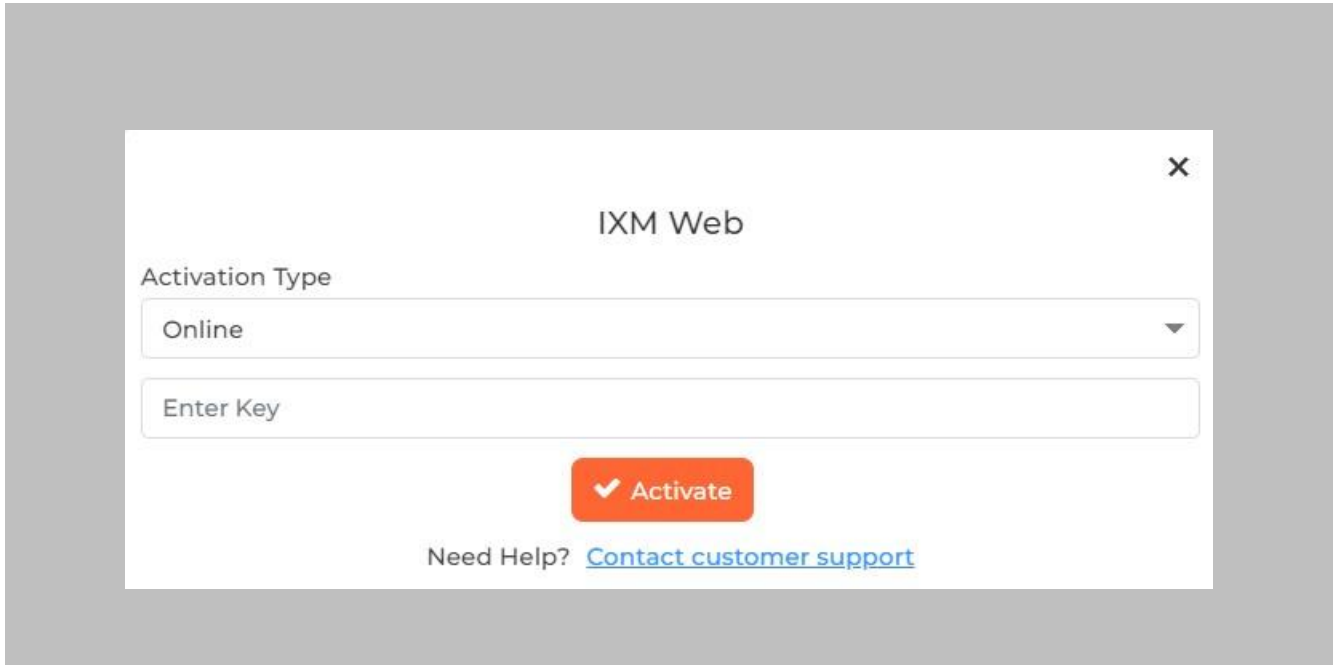 IXM Web
Activation Type
Online
Enter Key
Activate
Need Help? Contact customer support